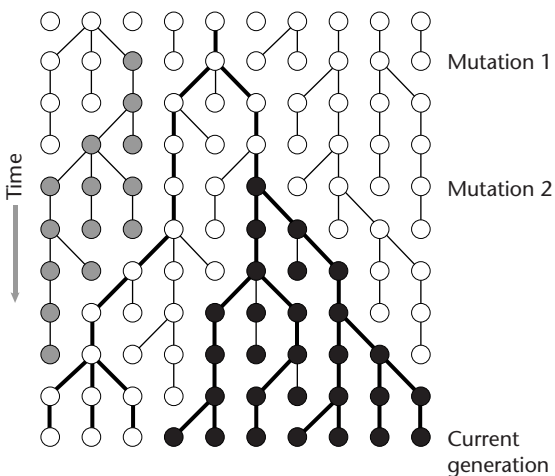 Mutation 1
Time
Mutation 2
Current
generation